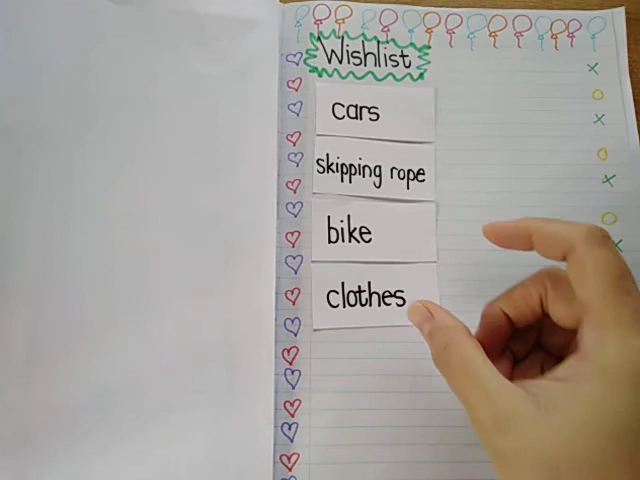 Wishlist
cars
skipping rope
bike
clothes